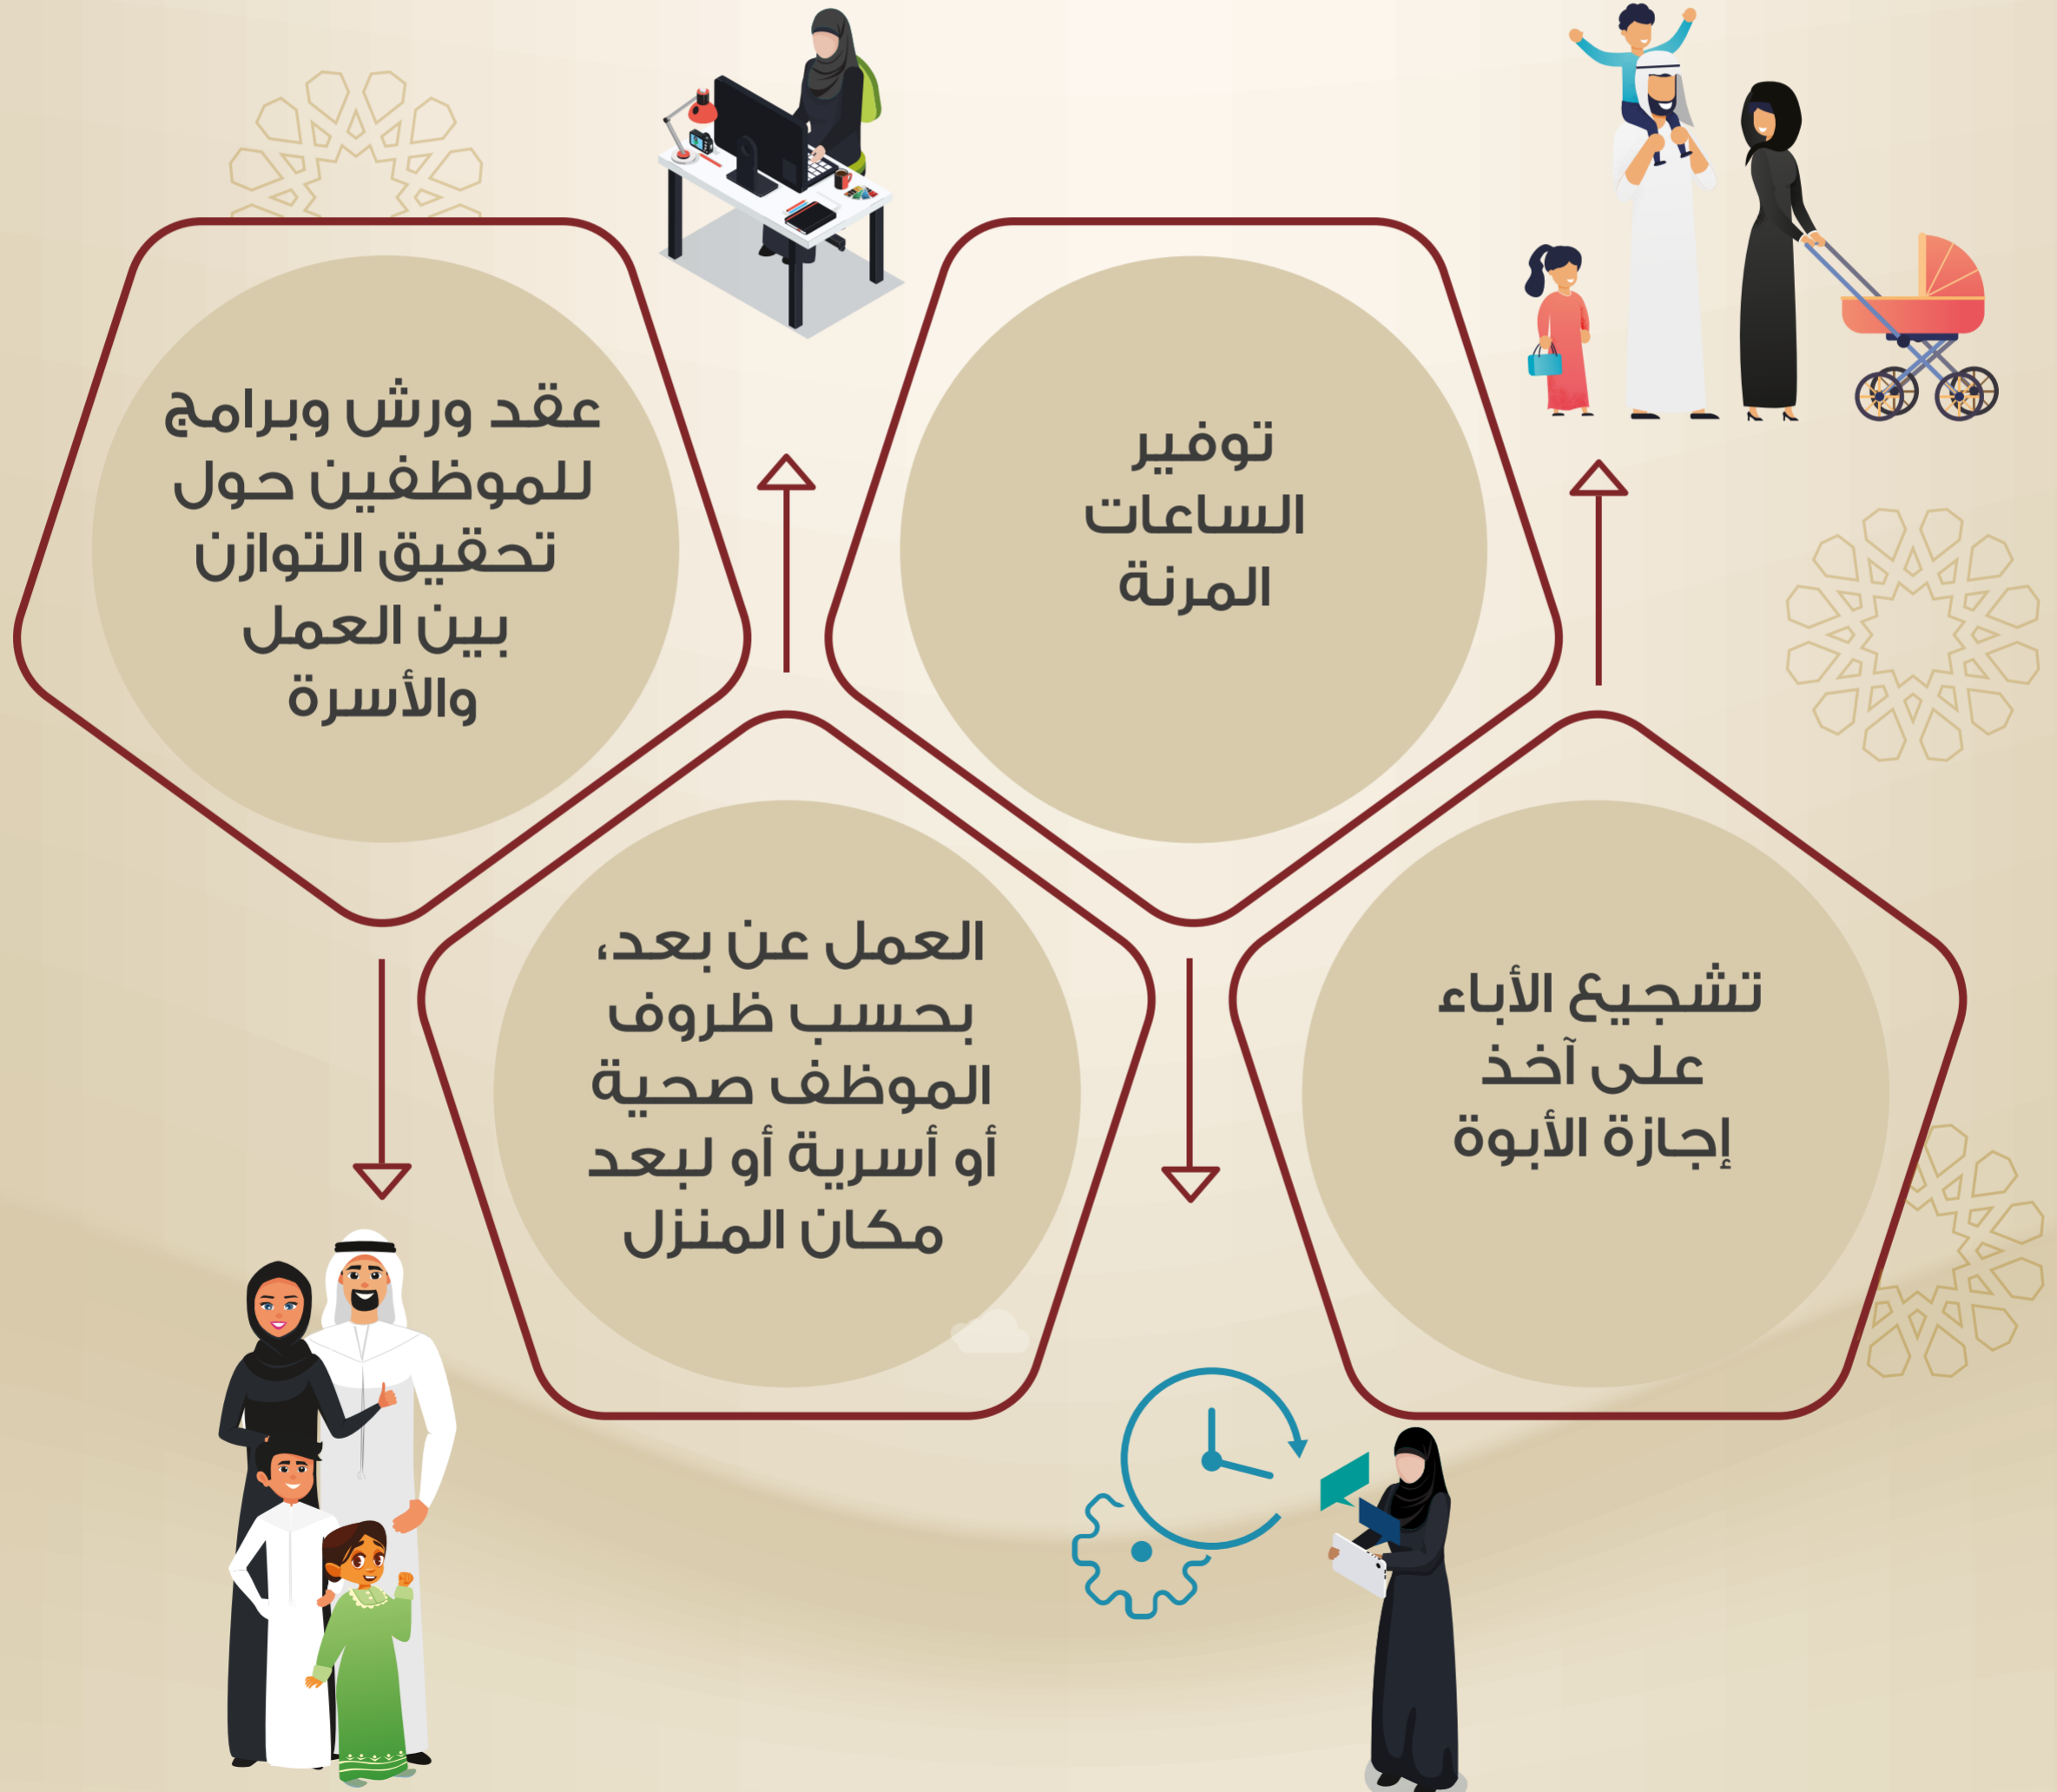 توفير
الساعات
المرنة
عقد ورش وبرامج
للموظفين حول
تحقيق التوازن
بين العمل
والأسرة
تشجيع الأباء
على آخذ
إجازة الأبوة
العمل عن بعد،
بحسب ظروف
الموظف صحية
أو أسرية أو لبعد
مكان المنزل